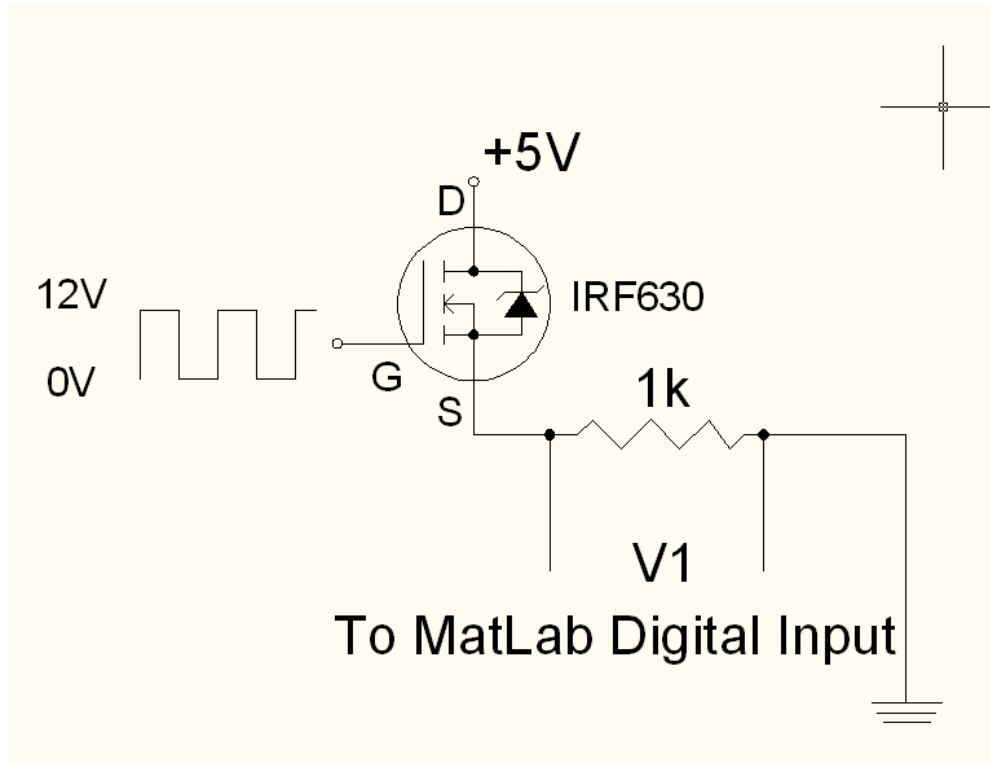 +5V
D
12V
IRF630
0V
G
1k
S
V1
To MatLab Digital Input